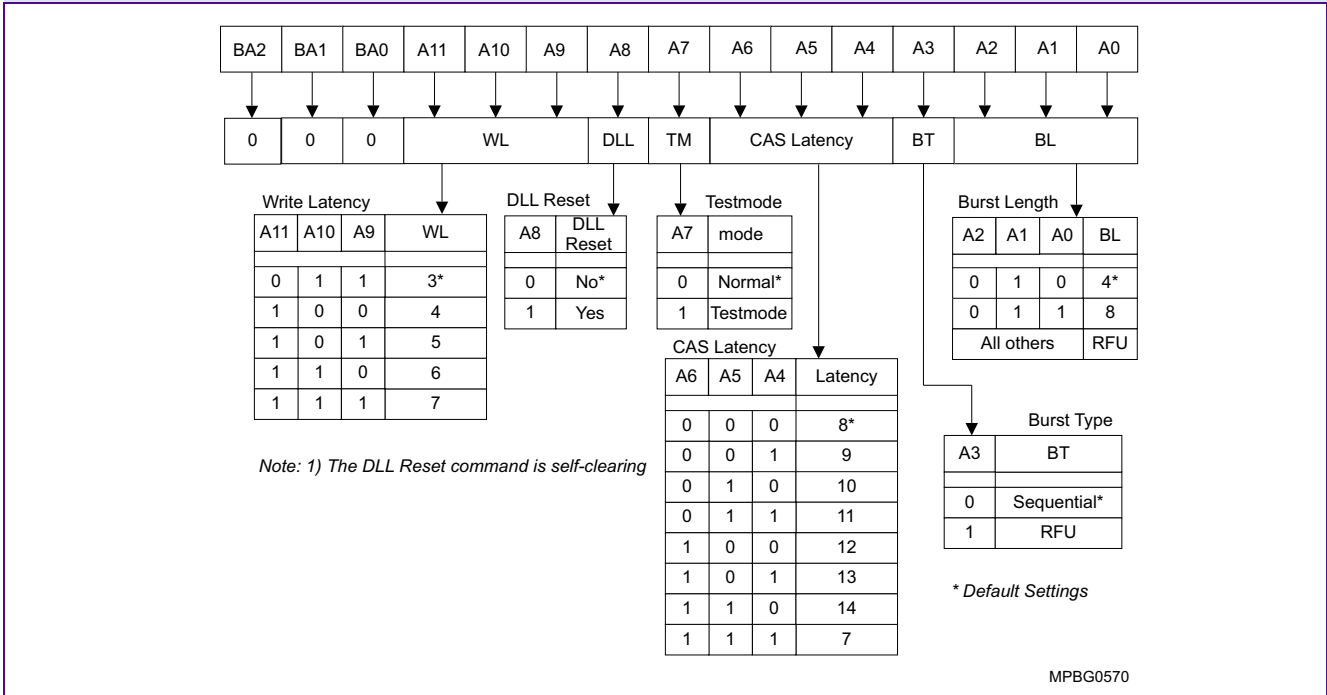 BA2 BA1 BA0 A11 A10 A9 A8 A7 A6 A5 A4 A3 A2 A1 A0
0 0 0 WL DLL TM CAS Latency BT BL
Write Latency
A11 A10 A9 WL
0 1 1 3*
1 0 0 4
1 0 1 5
1 1 0 6
1 1 1 7
DLL Reset
A8 DLL Reset
0 No*
1 Yes
Testmode
A7 mode
0 Normal*
1 Testmode
Burst Length
A2 A1 A0 BL
0 1 0 4*
0 1 1 8
All others RFU
CAS Latency
A6 A5 A4 Latency
0 0 0 8*
0 0 1 9
0 1 0 10
0 1 1 11
1 0 0 12
1 0 1 13
1 1 0 14
1 1 1 7
Burst Type
A3 BT
0 Sequential*
1 RFU
Note: 1) The DLL Reset command is self-clearing
* Default Settings
MPBG0570